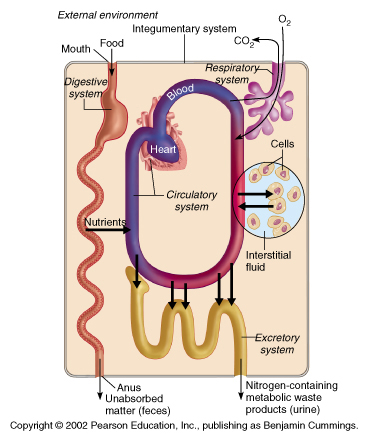 External environment
Integumentary system
O2
CO2
Mouth
Food
Respiratory
system
Digestive
system
Blood
Cells
Heart
Circulatory
system
Nutrients
Interstitial
fluid
Excretory
system
Anus
Unabsorbed
matter (feces)
Nitrogen-containing
metabolic waste
products (urine)
Copyright © 2002 Pearson Education, Inc., publishing as Benjamin Cummings.